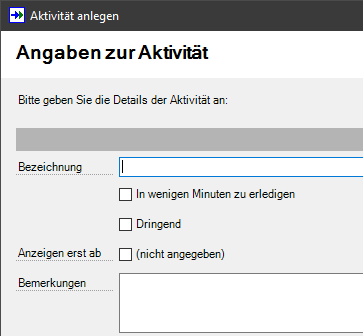 Aktivität anlegen
Angaben zur Aktivität
Bitte geben Sie die Details der Aktivität an:
Bezeichnung
In wenigen Minuten zu erledigen
Dringend
Anzeigen erst ab (nicht angegeben)
Bemerkungen